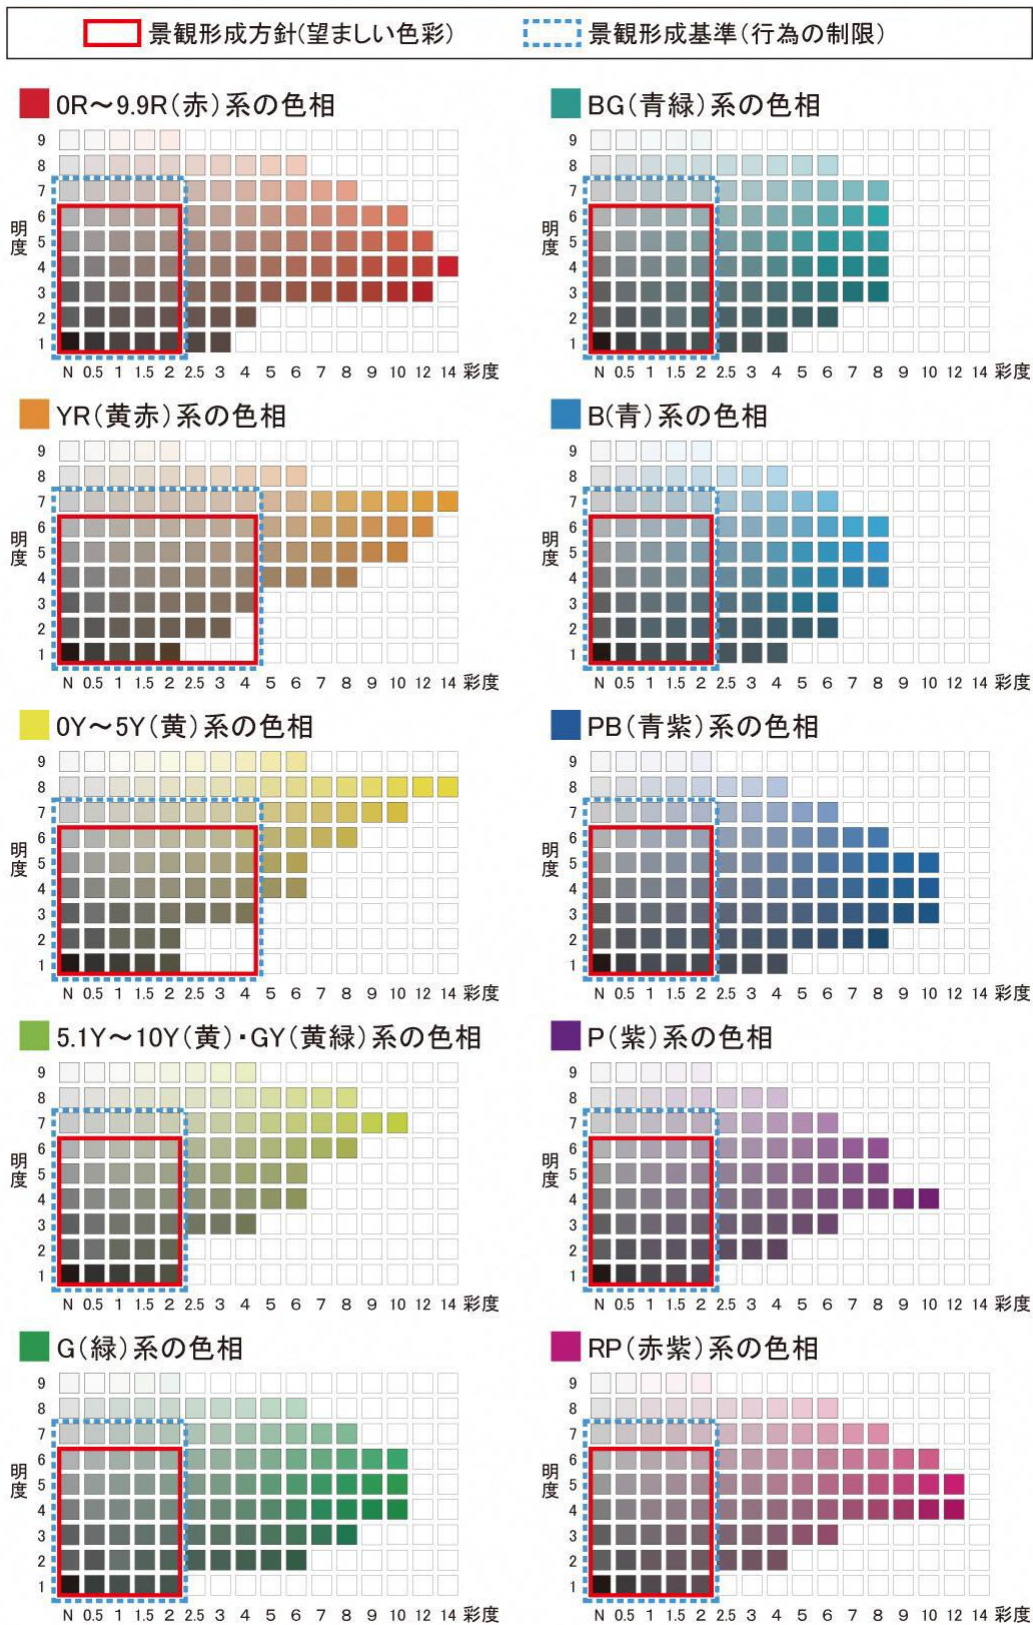 景観形成方針(望ましい色彩)
景観形成基準(行為の制限)
0R～9.9R(赤)系の色相
明度
9
8
7
6
5
4
3
2
1
N 0.5 1 1.5 2 2.5 3 4 5 6 7 8 9 10 12 14 彩度
BG(青緑)系の色相
明度
9
8
7
6
5
4
3
2
1
N 0.5 1 1.5 2 2.5 3 4 5 6 7 8 9 10 12 14 彩度
YR(黄赤)系の色相
明度
9
8
7
6
5
4
3
2
1
N 0.5 1 1.5 2 2.5 3 4 5 6 7 8 9 10 12 14 彩度
B(青)系の色相
明度
9
8
7
6
5
4
3
2
1
N 0.5 1 1.5 2 2.5 3 4 5 6 7 8 9 10 12 14 彩度
0Y～5Y(黄)系の色相
明度
9
8
7
6
5
4
3
2
1
N 0.5 1 1.5 2 2.5 3 4 5 6 7 8 9 10 12 14 彩度
PB(青紫)系の色相
明度
9
8
7
6
5
4
3
2
1
N 0.5 1 1.5 2 2.5 3 4 5 6 7 8 9 10 12 14 彩度
5.1Y～10Y(黄)・GY(黄緑)系の色相
明度
9
8
7
6
5
4
3
2
1
N 0.5 1 1.5 2 2.5 3 4 5 6 7 8 9 10 12 14 彩度
P(紫)系の色相
明度
9
8
7
6
5
4
3
2
1
N 0.5 1 1.5 2 2.5 3 4 5 6 7 8 9 10 12 14 彩度
G(緑)系の色相
明度
9
8
7
6
5
4
3
2
1
N 0.5 1 1.5 2 2.5 3 4 5 6 7 8 9 10 12 14 彩度
RP(赤紫)系の色相
明度
9
8
7
6
5
4
3
2
1
N 0.5 1 1.5 2 2.5 3 4 5 6 7 8 9 10 12 14 彩度